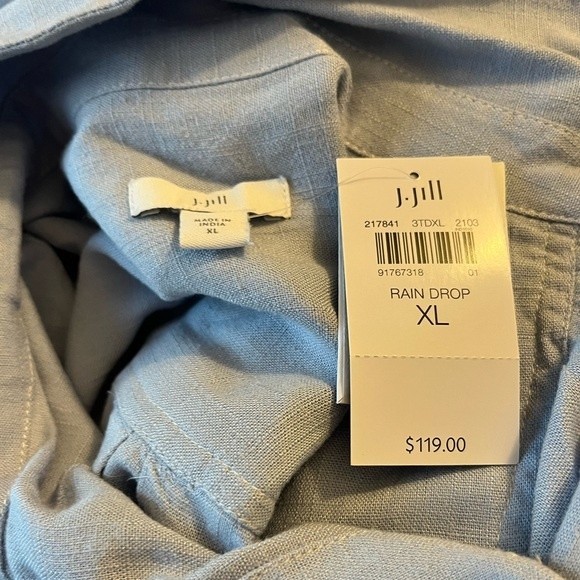 J.Jill
MADE IN
INDIA
XL
J.Jill
217841 3TDXL 2103
91767318 01
RAIN DROP
XL
$119.00